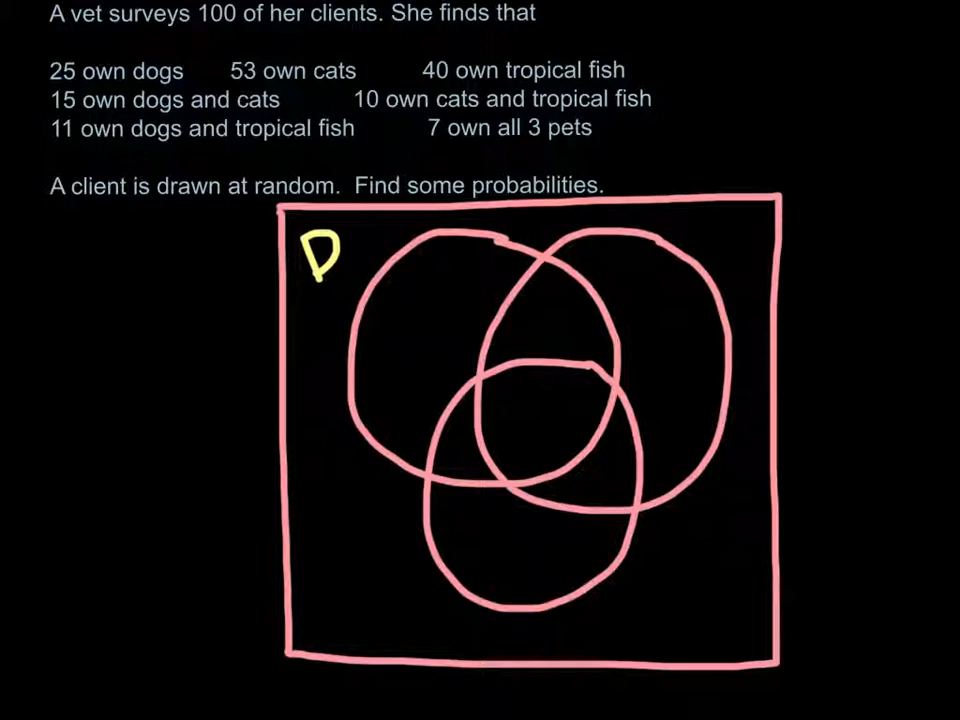 A vet surveys 100 of her clients. She finds that
25 own dogs 53 own cats 40 own tropical fish
15 own dogs and cats 10 own cats and tropical fish
11 own dogs and tropical fish 7 own all 3 pets
A client is drawn at random. Find some probabilities.
D